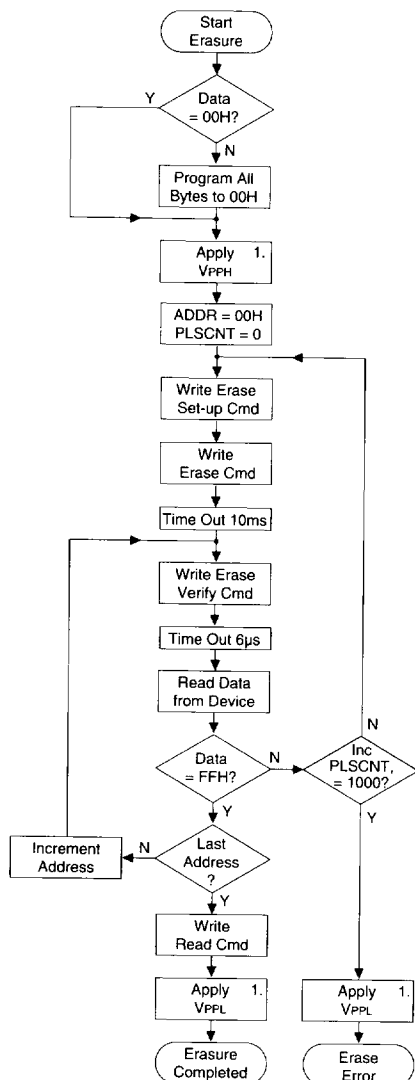 Start
Erasure
Y
Data
= 00H?
N
Program All
Bytes to 00H
Apply 1.
VPPH
ADDR = 00H
PLSCNT = 0
Write Erase
Set-up Cmd
Write
Erase Cmd
Time Out 10ms
Write Erase
Verify Cmd
Time Out 6µs
Read Data
from Device
N
Data
= FFH?
N
Inc
PLSCNT,
= 1000?
Y
Y
Increment
Address
N
Last
Address
?
Y
Write
Read Cmd
Apply 1.
VPPL
Apply 1.
VPPL
Erasure
Completed
Erase
Error